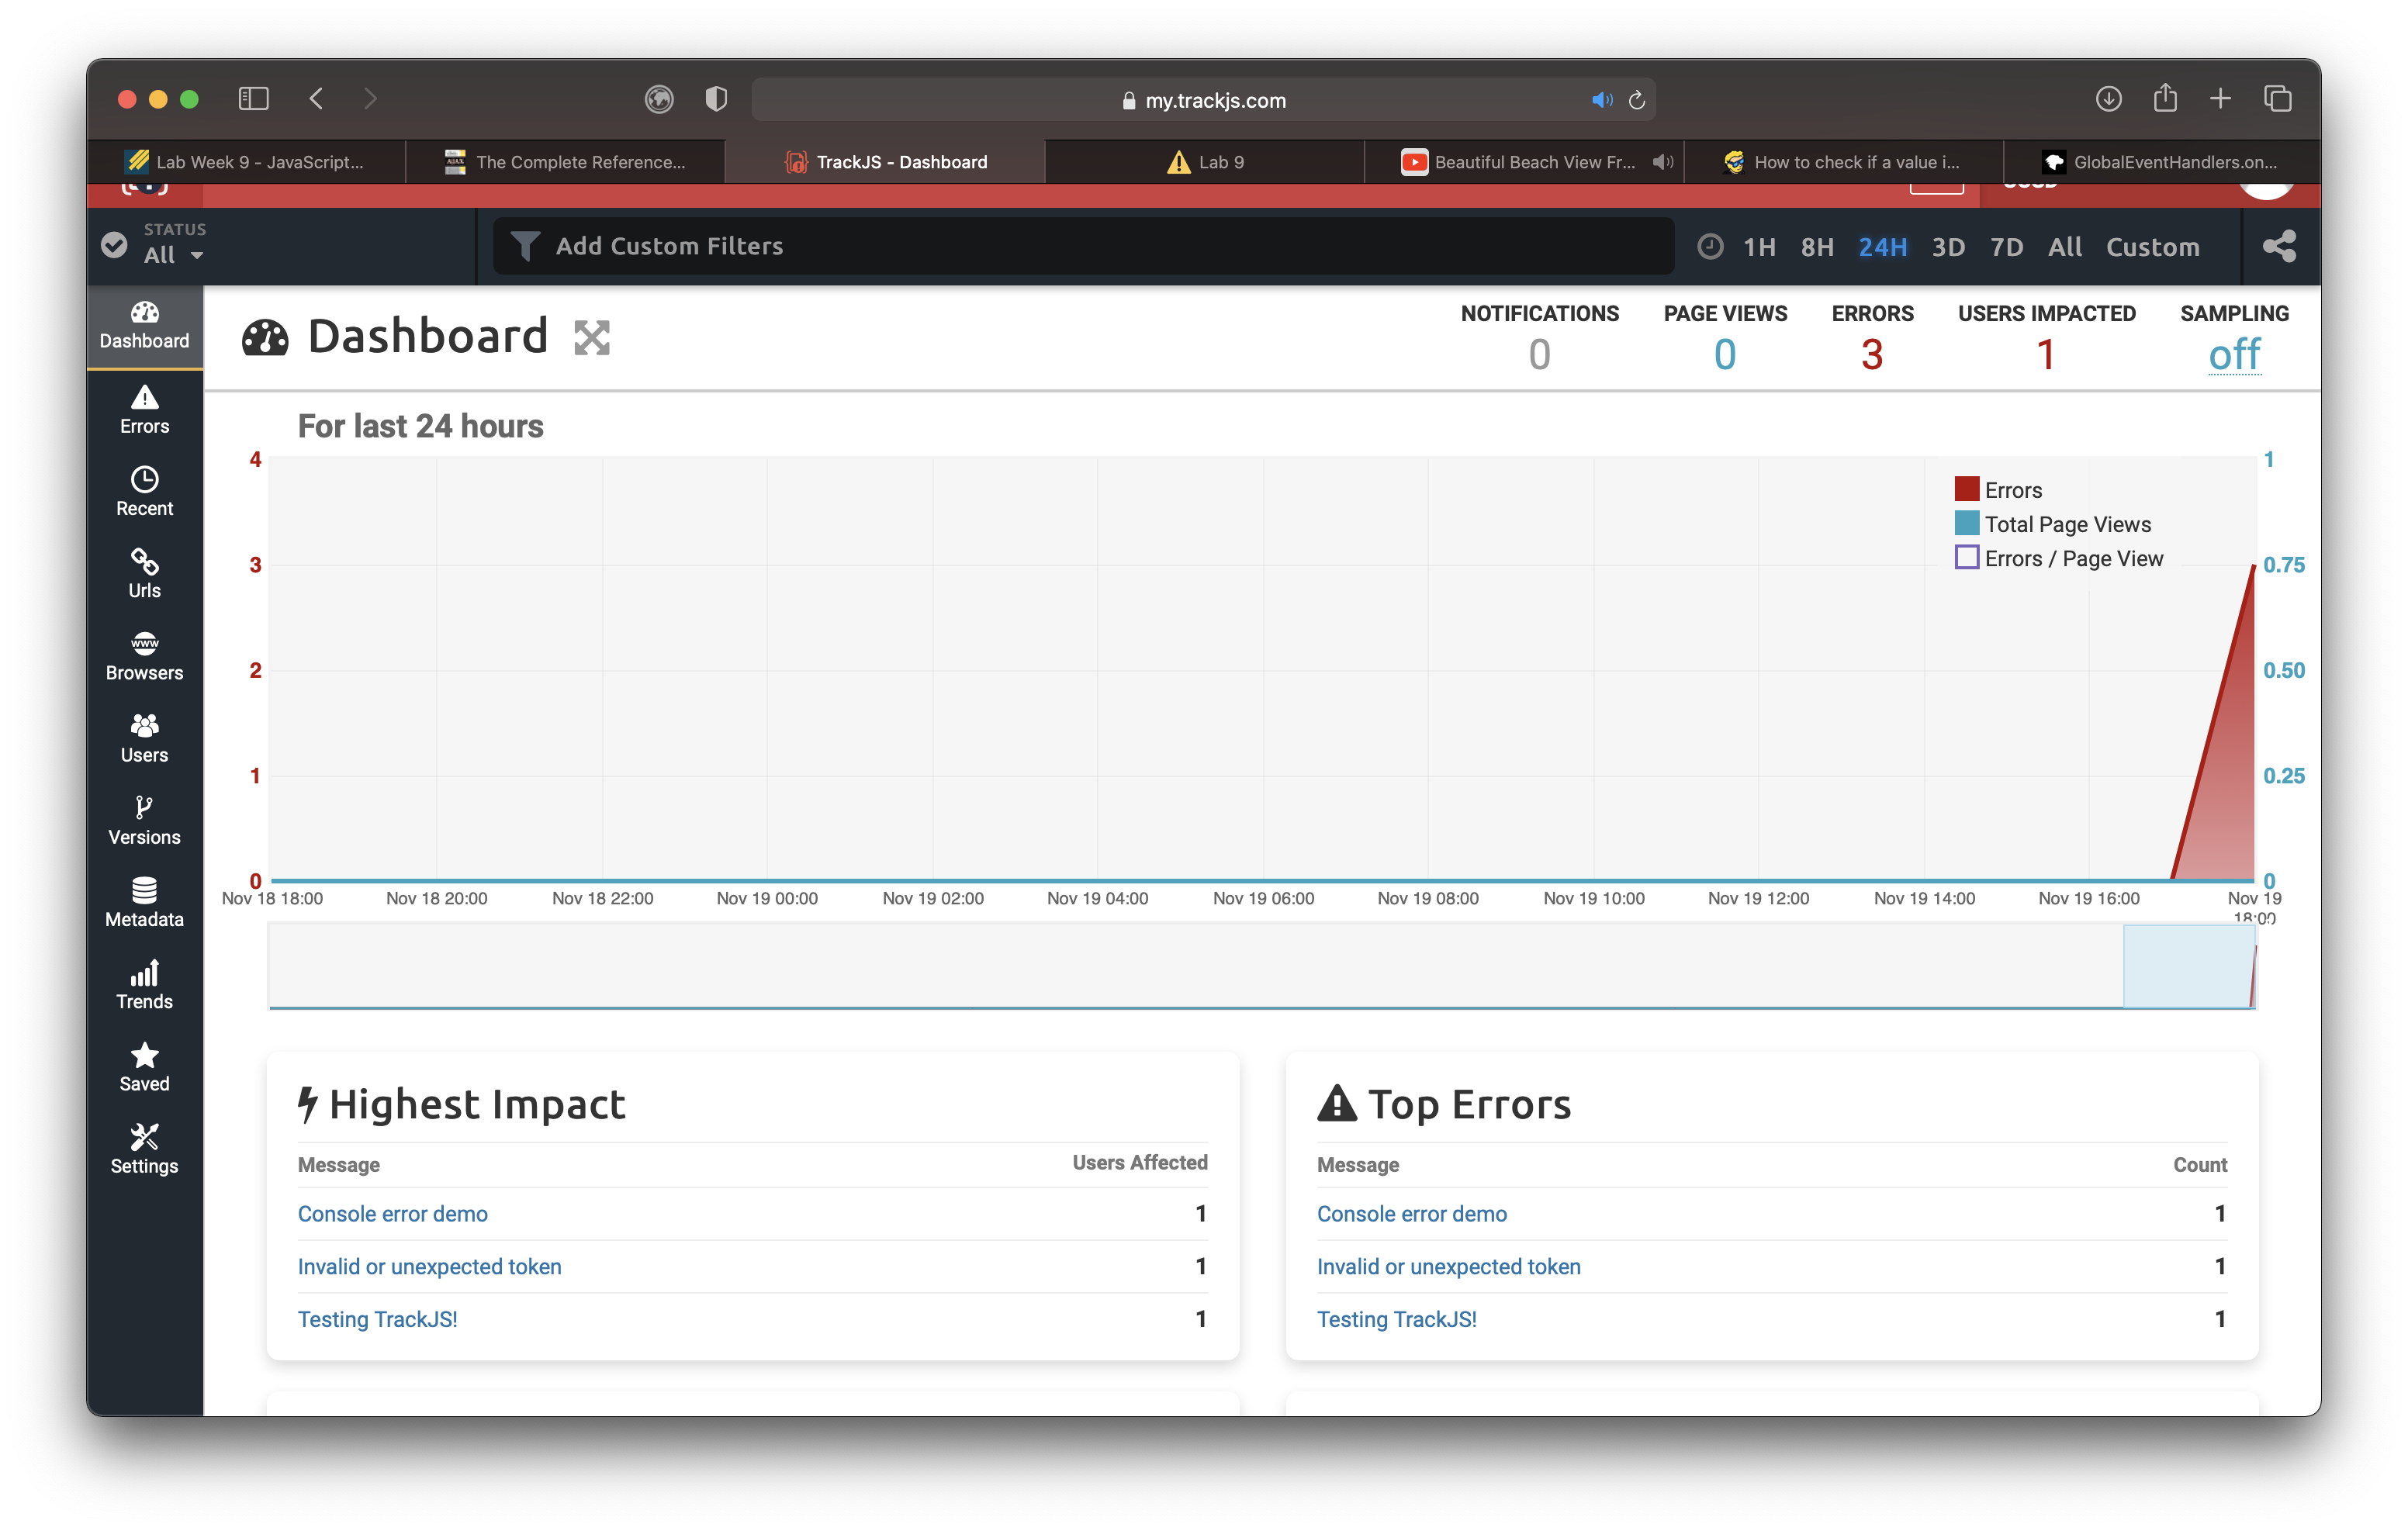 my.trackjs.com
Lab Week 9 - JavaScript...
The Complete Reference...
TrackJS - Dashboard
Lab 9
Beautiful Beach View Fr...
How to check if a value i...
GlobalEventHandlers.on...
STATUS
All
Add Custom Filters
1H 8H 24H 3D 7D All Custom
Dashboard
Errors
Recent
Urls
Browsers
Users
Versions
Metadata
Trends
Saved
Settings
Dashboard
NOTIFICATIONS
0
PAGE VIEWS
0
ERRORS
3
USERS IMPACTED
1
SAMPLING
off
For last 24 hours
4
3
2
1
0
1
0.75
0.50
0.25
0
Errors
Total Page Views
Errors / Page View
Nov 18 18:00
Nov 18 20:00
Nov 18 22:00
Nov 19 00:00
Nov 19 02:00
Nov 19 04:00
Nov 19 06:00
Nov 19 08:00
Nov 19 10:00
Nov 19 12:00
Nov 19 14:00
Nov 19 16:00
Nov 19
18:00
Highest Impact
Message Users Affected
Console error demo 1
Invalid or unexpected token 1
Testing TrackJS! 1
Top Errors
Message Count
Console error demo 1
Invalid or unexpected token 1
Testing TrackJS! 1